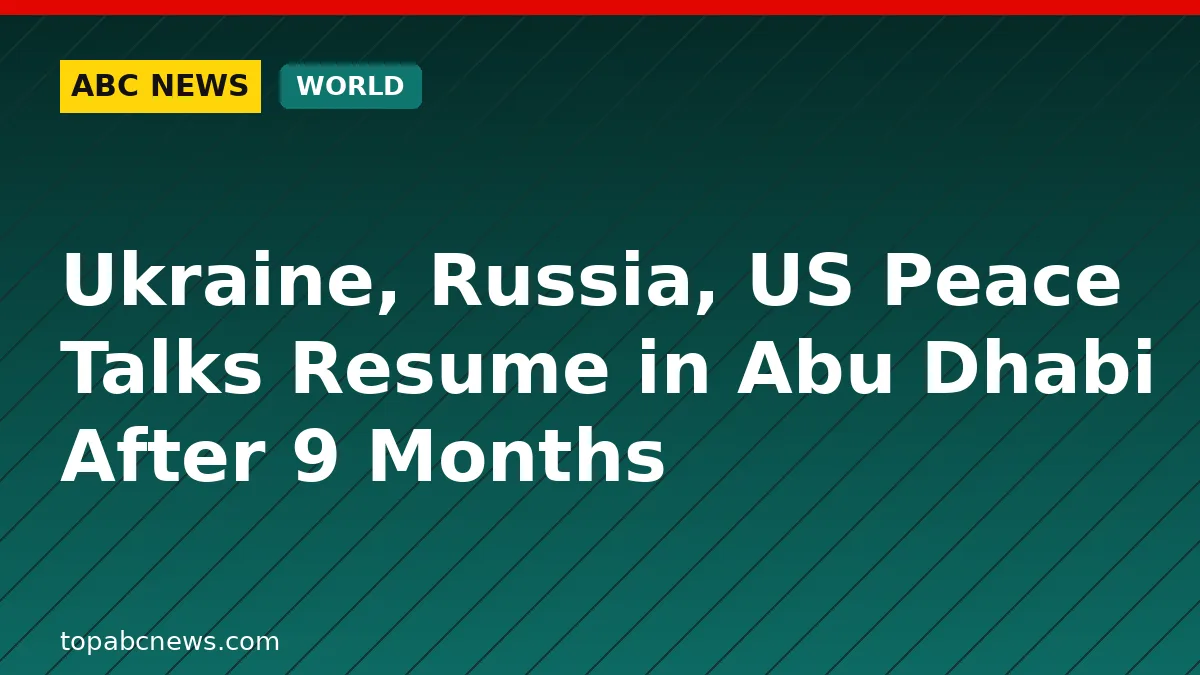 ABC NEWS
WORLD
Ukraine, Russia, US Peace
Talks Resume in Abu Dhabi
After 9 Months
topabcnews.com